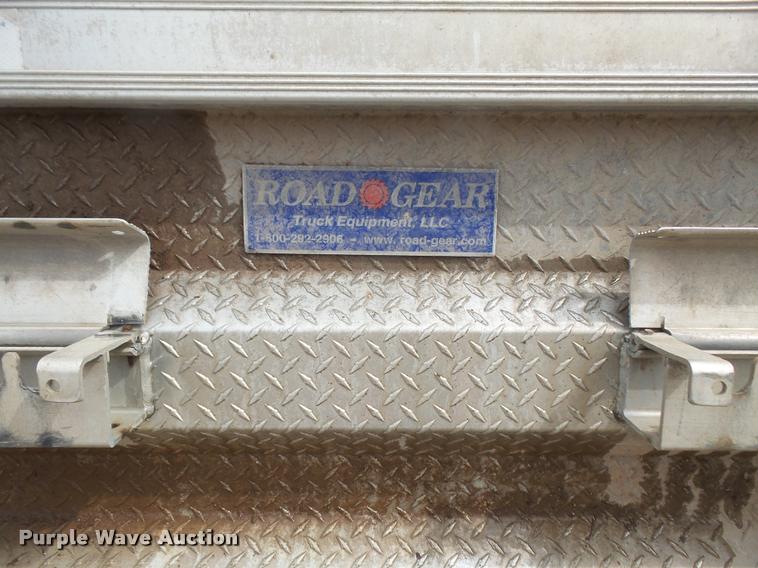 ROAD GEAR
Truck Equipment, LLC
1-800-282-2906 - www.road-gear.com
Purple Wave Auction